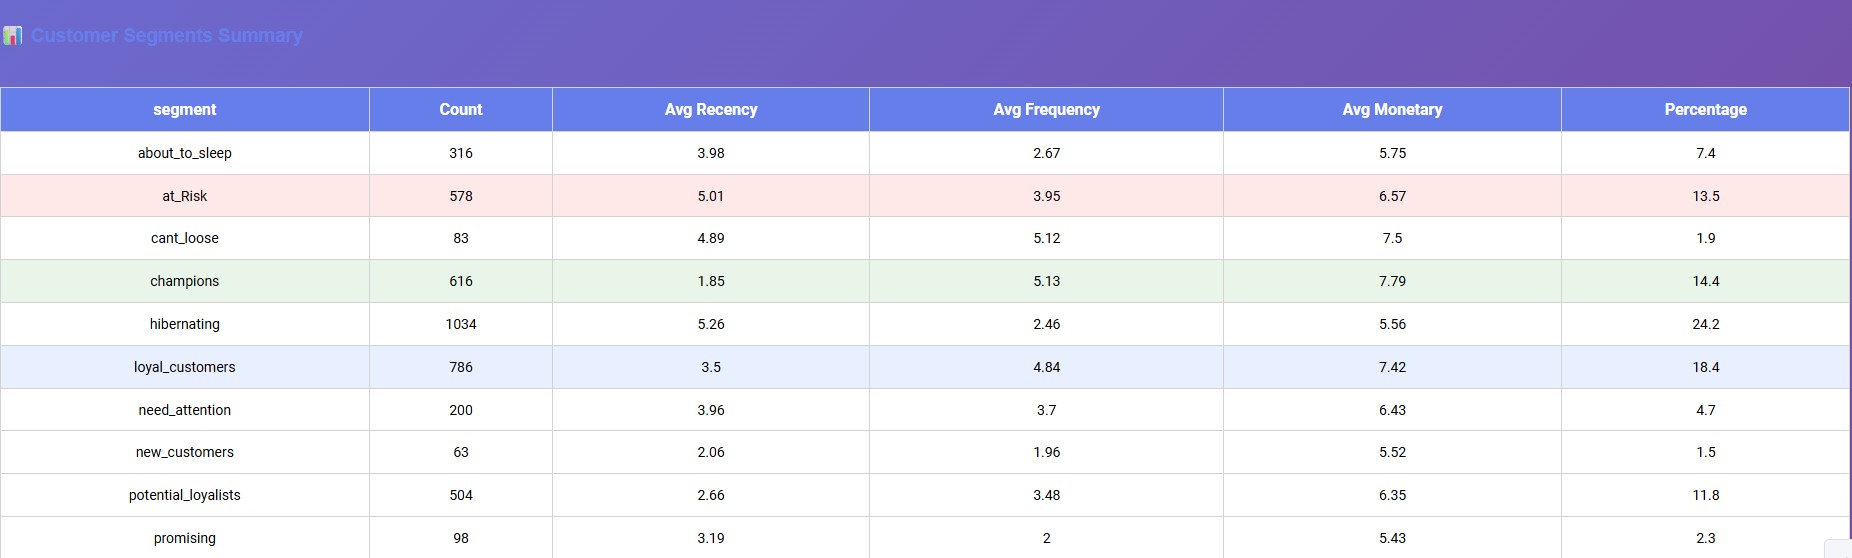 📊 Customer Segments Summary
segment Count Avg Recency Avg Frequency Avg Monetary Percentage
about_to_sleep 316 3.98 2.67 5.75 7.4
at_Risk 578 5.01 3.95 6.57 13.5
cant_loose 83 4.89 5.12 7.5 1.9
champions 616 1.85 5.13 7.79 14.4
hibernating 1034 5.26 2.46 5.56 24.2
loyal_customers 786 3.5 4.84 7.42 18.4
need_attention 200 3.96 3.7 6.43 4.7
new_customers 63 2.06 1.96 5.52 1.5
potential_loyalists 504 2.66 3.48 6.35 11.8
promising 98 3.19 2 5.43 2.3